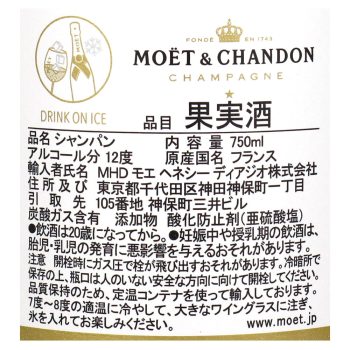 FONDÉ EN 1743
MOËT & CHANDON
CHAMPAGNE
DRINK ON ICE
品目 果実酒
品名 シャンパン 内容量 750ml
アルコール分 12度 原産国名 フランス
輸入者氏名 MHD モエ ヘネシー ディアジオ株式会社
住所及び 東京都千代田区神田神保町一丁目
引取先 105番地 神保町三井ビル
炭酸ガス含有 添加物 酸化防止剤(亜硫酸塩)
●飲酒は20歳になってから。●妊娠中や授乳期の飲酒は、
胎児・乳児の発育に悪影響を与えるおそれがあります。
注意 開栓時にガス圧で栓が飛び出すおそれがあります。冷暗所で
保存の上、瓶口は人のいない安全な方向に向けて開栓してください。
品質保持のため、定温コンテナを使って輸入しております。
7度〜8度の適温に冷やして、大きなワイングラスに注ぎ、
氷を入れてお楽しみください。 www.moet.jp